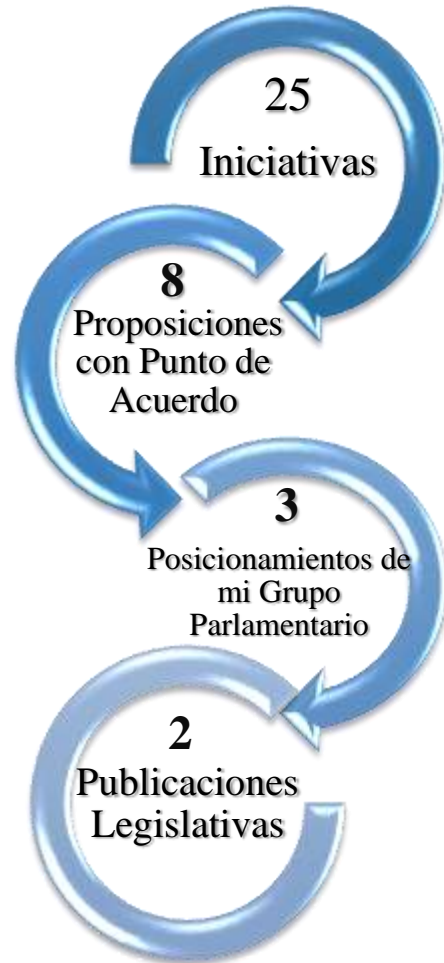 25
Iniciativas
8
Proposiciones
con Punto de
Acuerdo
3
Posicionamientos de
mi Grupo
Parlamentario
2
Publicaciones
Legislativas